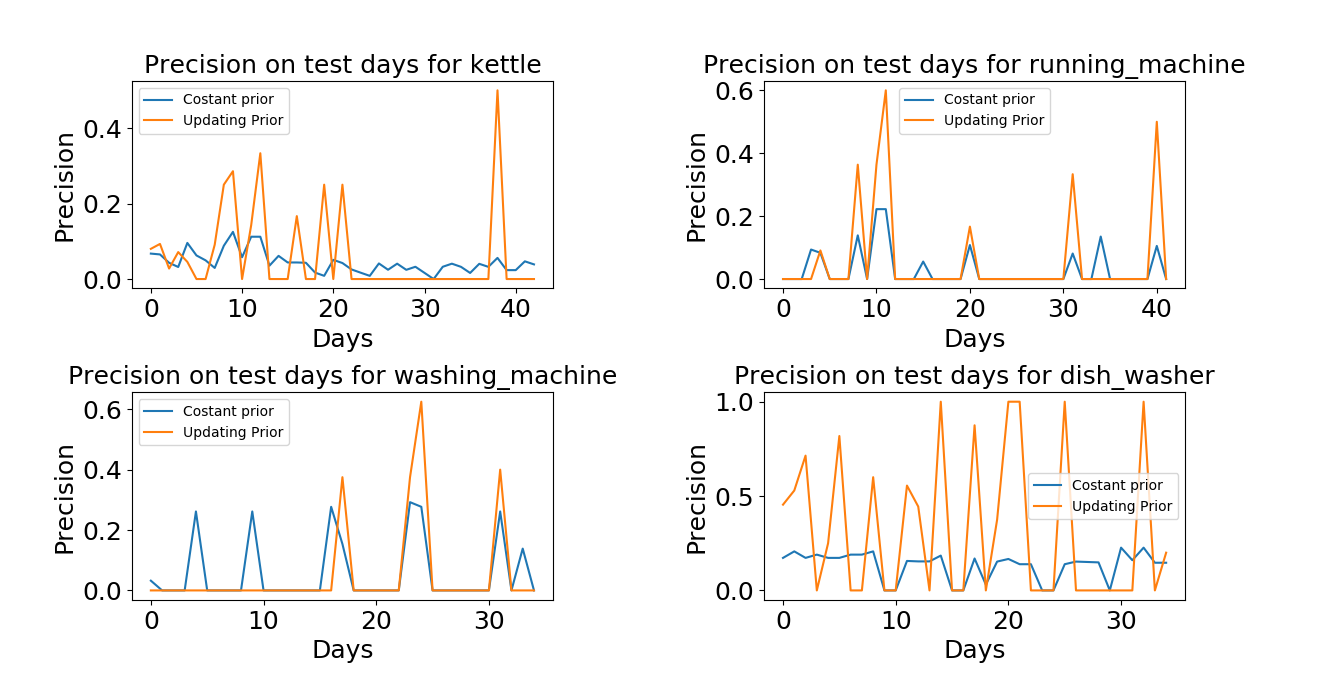 Precision on test days for kettle
Costant prior
Updating Prior
Precision
0.4
0.2
0.0
0 10 20 30 40
Days
Precision on test days for running_machine
Costant prior
Updating Prior
Precision
0.6
0.4
0.2
0.0
0 10 20 30 40
Days
Precision on test days for washing_machine
Costant prior
Updating Prior
Precision
0.6
0.4
0.2
0.0
0 10 20 30
Days
Precision on test days for dish_washer
Costant prior
Updating Prior
Precision
1.0
0.5
0.0
0 10 20 30
Days